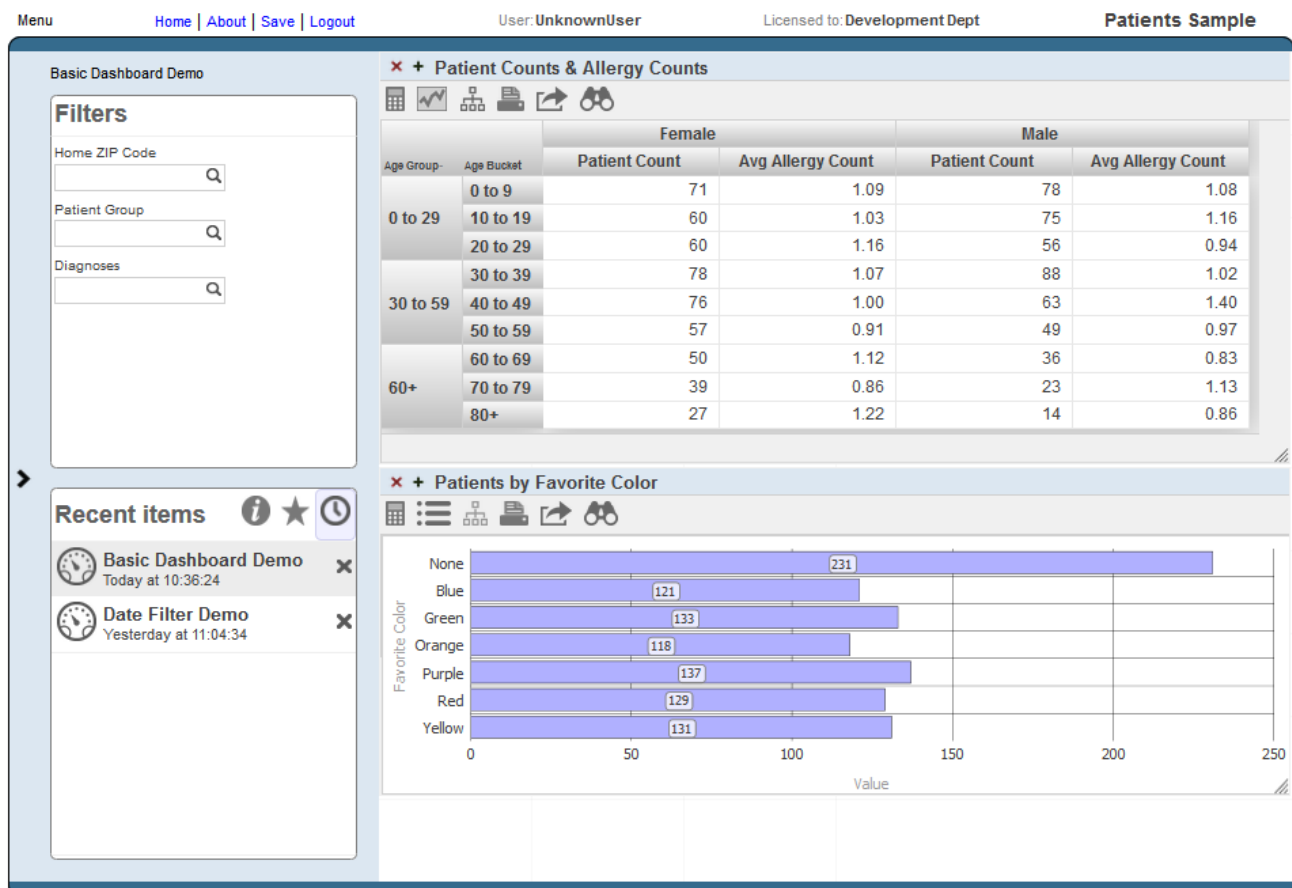 Menu Home | About | Save | Logout User: UnknownUser Licensed to: Development Dept Patients Sample
Basic Dashboard Demo
Filters
Home ZIP Code
Patient Group
Diagnoses
Recent items
Basic Dashboard Demo
Today at 10:36:24
Date Filter Demo
Yesterday at 11:04:34
Patient Counts & Allergy Counts
Female Male
Age Group- Age Bucket Patient Count Avg Allergy Count Patient Count Avg Allergy Count
0 to 29 0 to 9 71 1.09 78 1.08
10 to 19 60 1.03 75 1.16
20 to 29 60 1.16 56 0.94
30 to 59 30 to 39 78 1.07 88 1.02
40 to 49 76 1.00 63 1.40
50 to 59 57 0.91 49 0.97
60+ 60 to 69 50 1.12 36 0.83
70 to 79 39 0.86 23 1.13
80+ 27 1.22 14 0.86
Patients by Favorite Color
Favorite Color
None 231
Blue 121
Green 133
Orange 118
Purple 137
Red 129
Yellow 131
0 50 100 150 200 250
Value